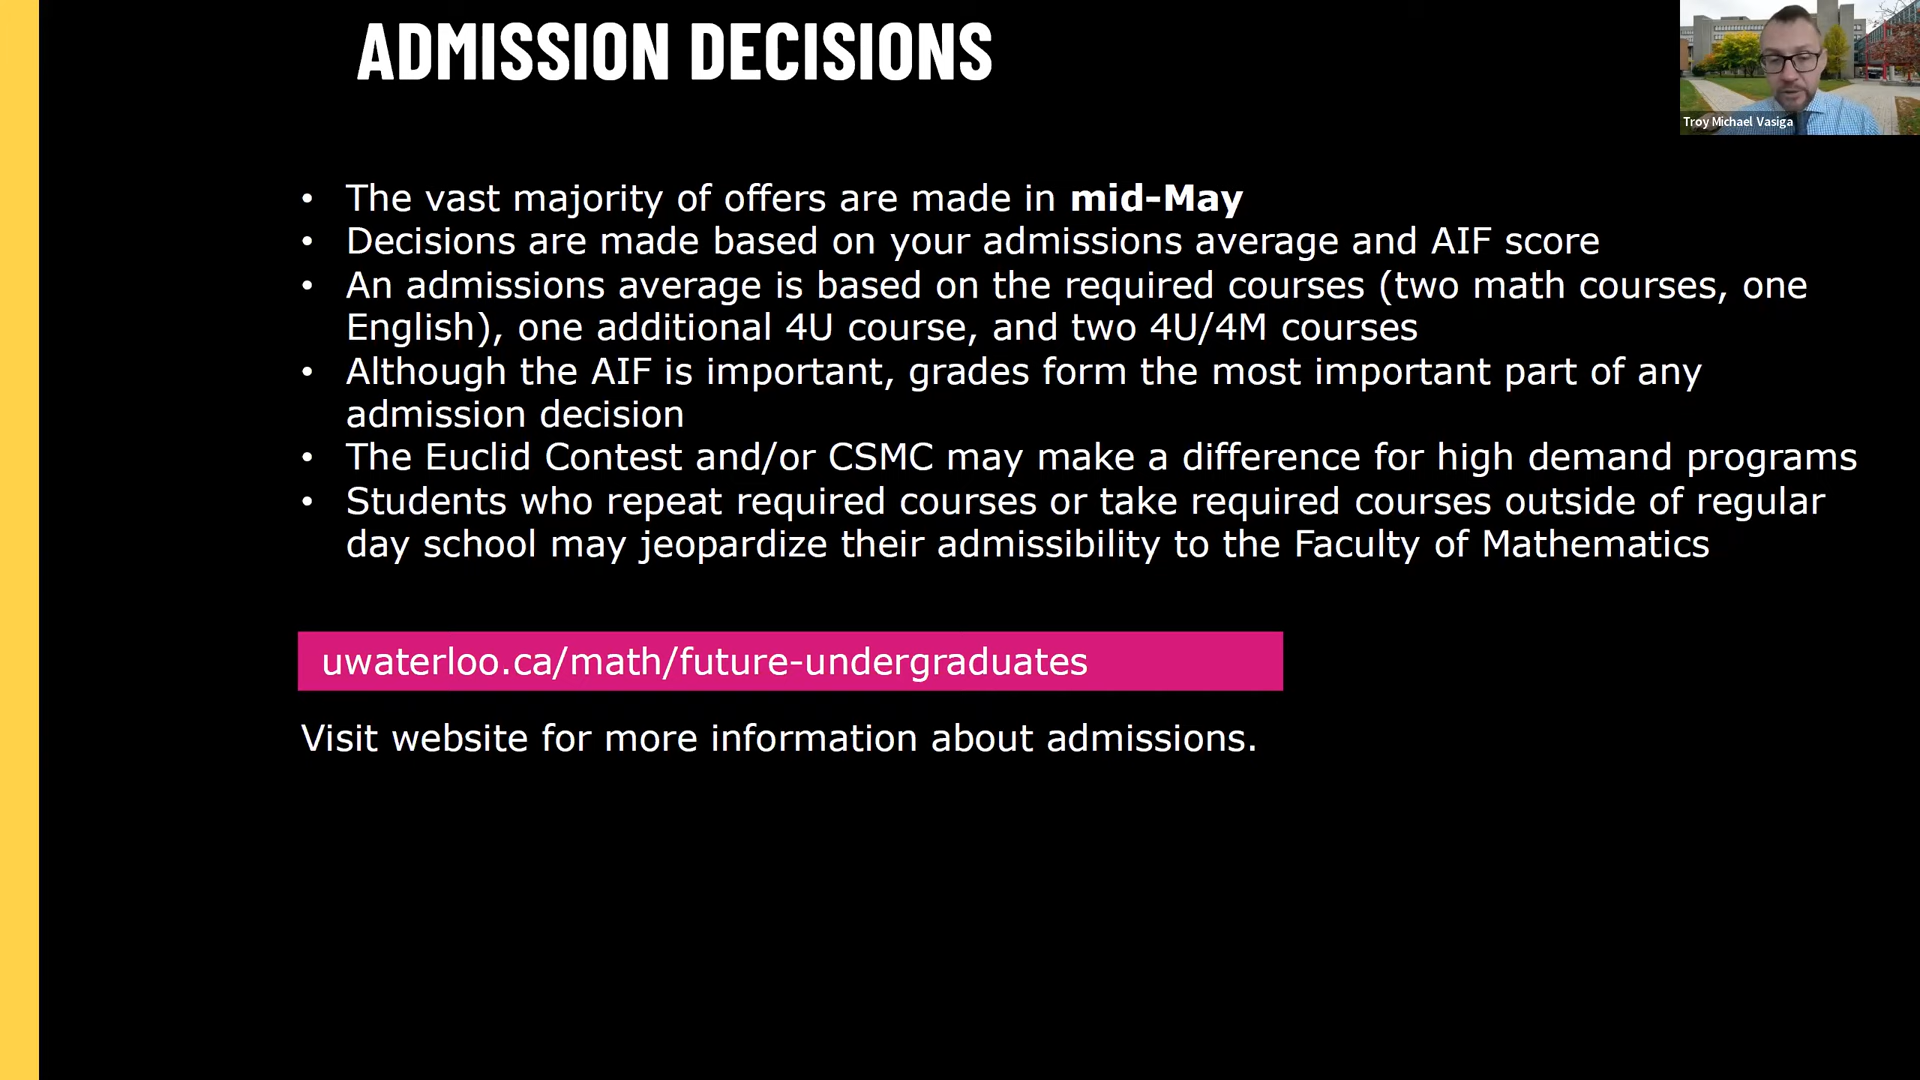 ADMISSION DECISIONS
Troy Michael Vasiga
• The vast majority of offers are made in mid-May
• Decisions are made based on your admissions average and AIF score
• An admissions average is based on the required courses (two math courses, one
English), one additional 4U course, and two 4U/4M courses
• Although the AIF is important, grades form the most important part of any
admission decision
• The Euclid Contest and/or CSMC may make a difference for high demand programs
• Students who repeat required courses or take required courses outside of regular
day school may jeopardize their admissibility to the Faculty of Mathematics
uwaterloo.ca/math/future-undergraduates
Visit website for more information about admissions.